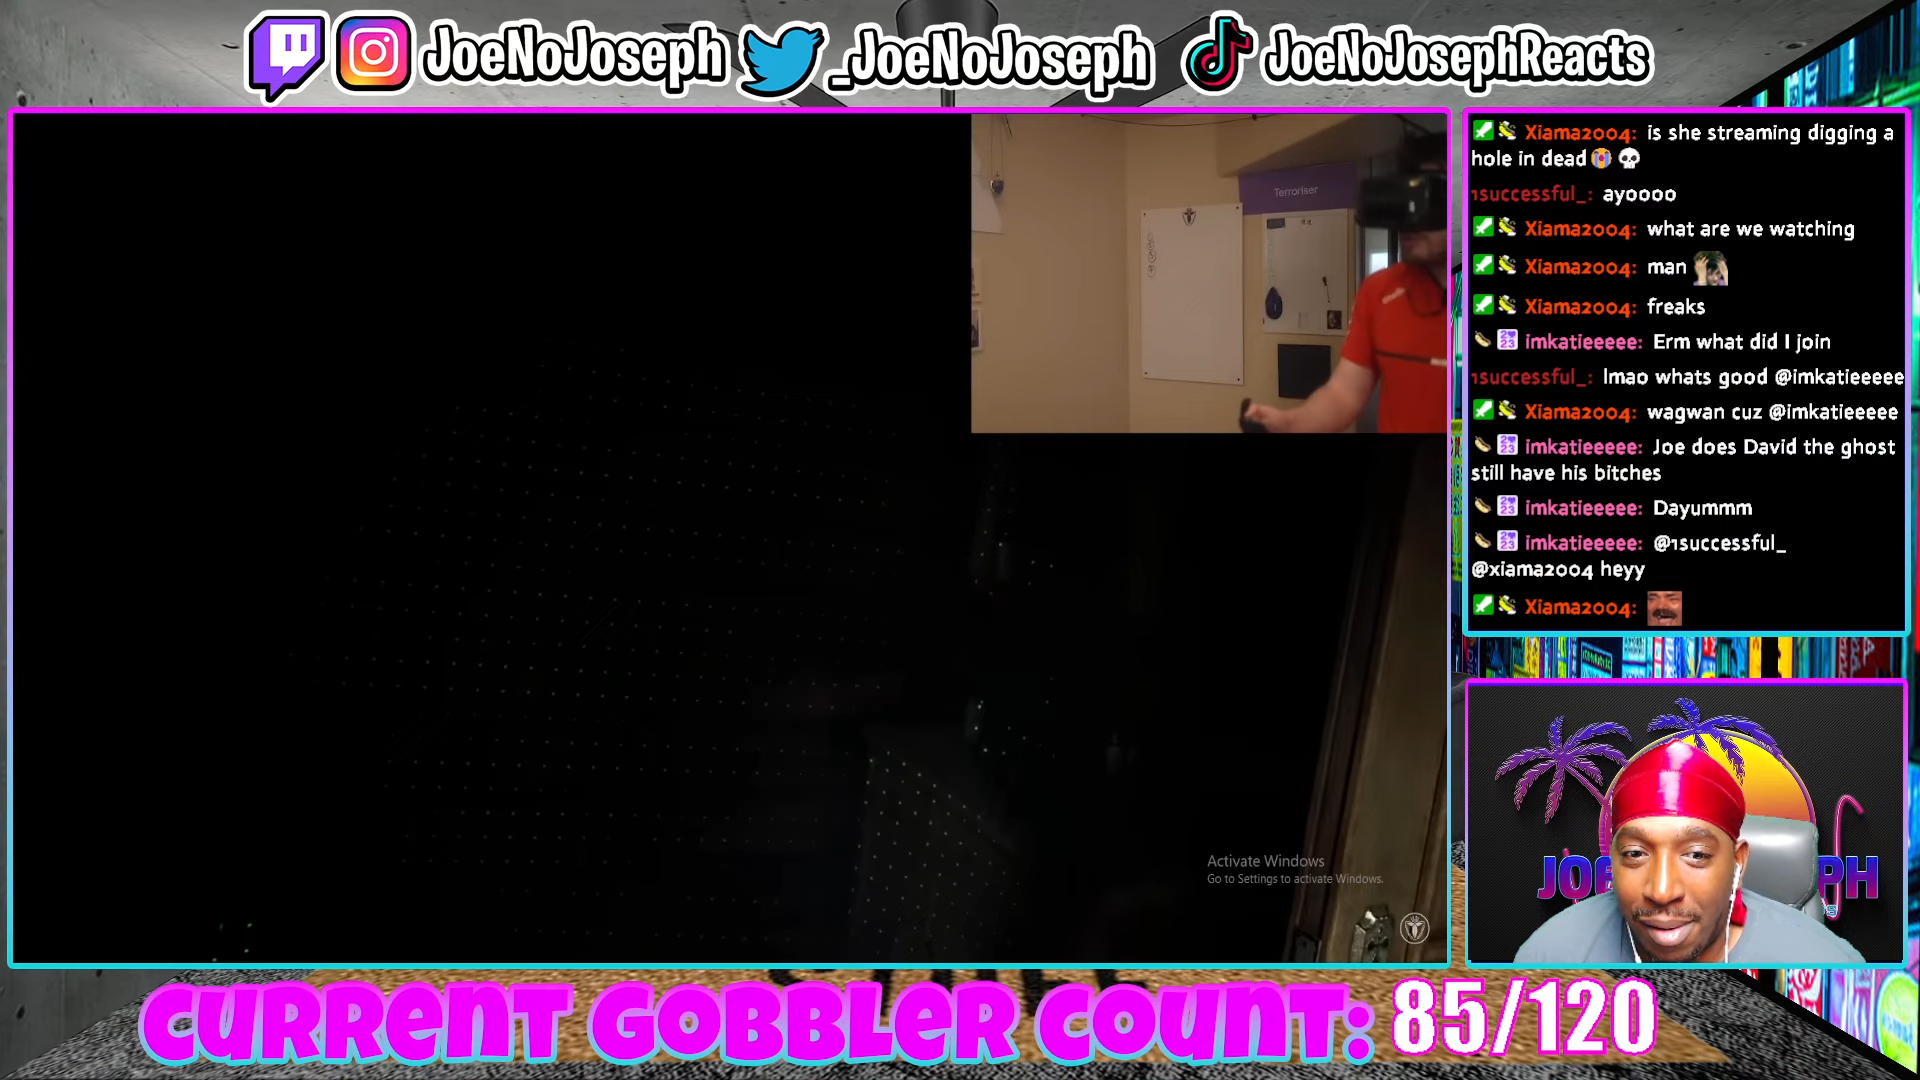 JoeNoJoseph _JoeNoJoseph JoeNoJosephReacts
Terroriser
Xiama2004: is she streaming digging a
hole in dead
1successful_: ayoooo
Xiama2004: what are we watching
Xiama2004: man
Xiama2004: freaks
imkatieeeee: Erm what did I join
1successful_: lmao whats good @imkatieeeee
Xiama2004: wagwan cuz @imkatieeeee
imkatieeeee: Joe does David the ghost
still have his bitches
imkatieeeee: Dayummm
imkatieeeee: @1successful_
@xiama2004 heyy
Xiama2004:
Activate Windows
Go to Settings to activate Windows.
CURRENT GOBBLER COUNT: 85/120